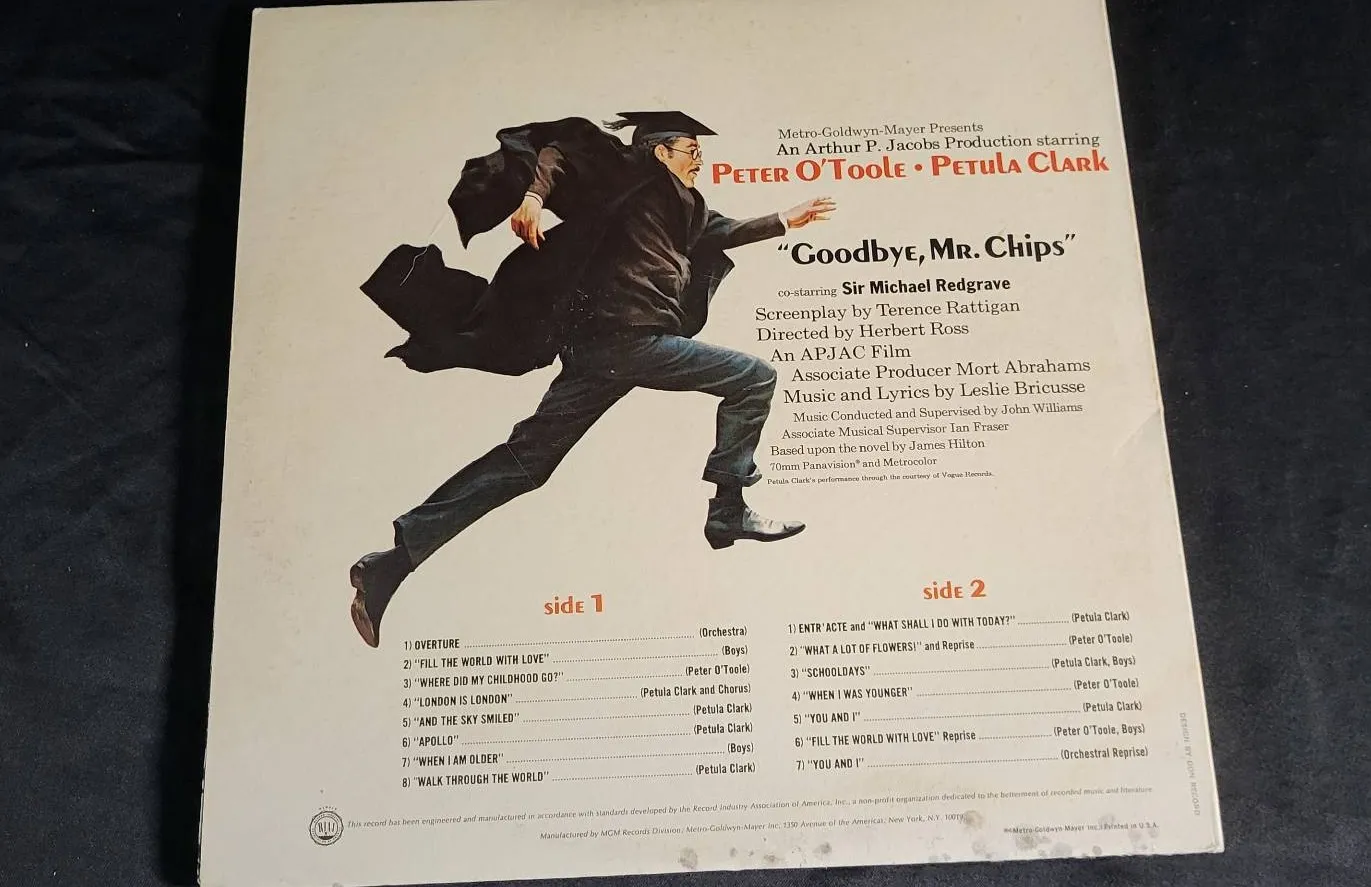 Metro-Goldwyn-Mayer Presents
An Arthur P. Jacobs Production starring
PETER O'TOOLE • PETULA CLARK
"GOODBYE, MR. CHIPS"
co-starring Sir Michael Redgrave
Screenplay by Terence Rattigan
Directed by Herbert Ross
An APJAC Film
Associate Producer Mort Abrahams
Music and Lyrics by Leslie Bricusse
Music Conducted and Supervised by John Williams
Associate Musical Supervisor Ian Fraser
Based upon the novel by James Hilton
70mm Panavision® and Metrocolor
Petula Clark's performance through the courtesy of Vogue Records.
side 1
1) OVERTURE (Orchestra)
2) "FILL THE WORLD WITH LOVE" (Boys)
3) "WHERE DID MY CHILDHOOD GO?" (Peter O'Toole)
4) "LONDON IS LONDON" (Petula Clark and Chorus)
5) "AND THE SKY SMILED" (Petula Clark)
6) "APOLLO" (Petula Clark)
7) "WHEN I AM OLDER" (Boys)
8) "WALK THROUGH THE WORLD" (Petula Clark)
side 2
1) ENTR'ACTE and "WHAT SHALL I DO WITH TODAY?" (Petula Clark)
2) "WHAT A LOT OF FLOWERS!" and Reprise (Peter O'Toole)
3) "SCHOOLDAYS" (Petula Clark, Boys)
4) "WHEN I WAS YOUNGER" (Peter O'Toole)
5) "YOU AND I" (Petula Clark)
6) "FILL THE WORLD WITH LOVE" Reprise (Peter O'Toole, Boys)
7) "YOU AND I" (Orchestral Reprise)
DESIGN BY DON RECORD
This record has been engineered and manufactured in accordance with standards developed by the Record Industry Association of America, Inc., a non-profit organization dedicated to the betterment of recorded music and literature.
Manufactured by MGM Records Division, Metro-Goldwyn-Mayer Inc. 1350 Avenue of the Americas, New York, N.Y. 10019
Metro-Goldwyn-Mayer Inc. Printed in U.S.A.